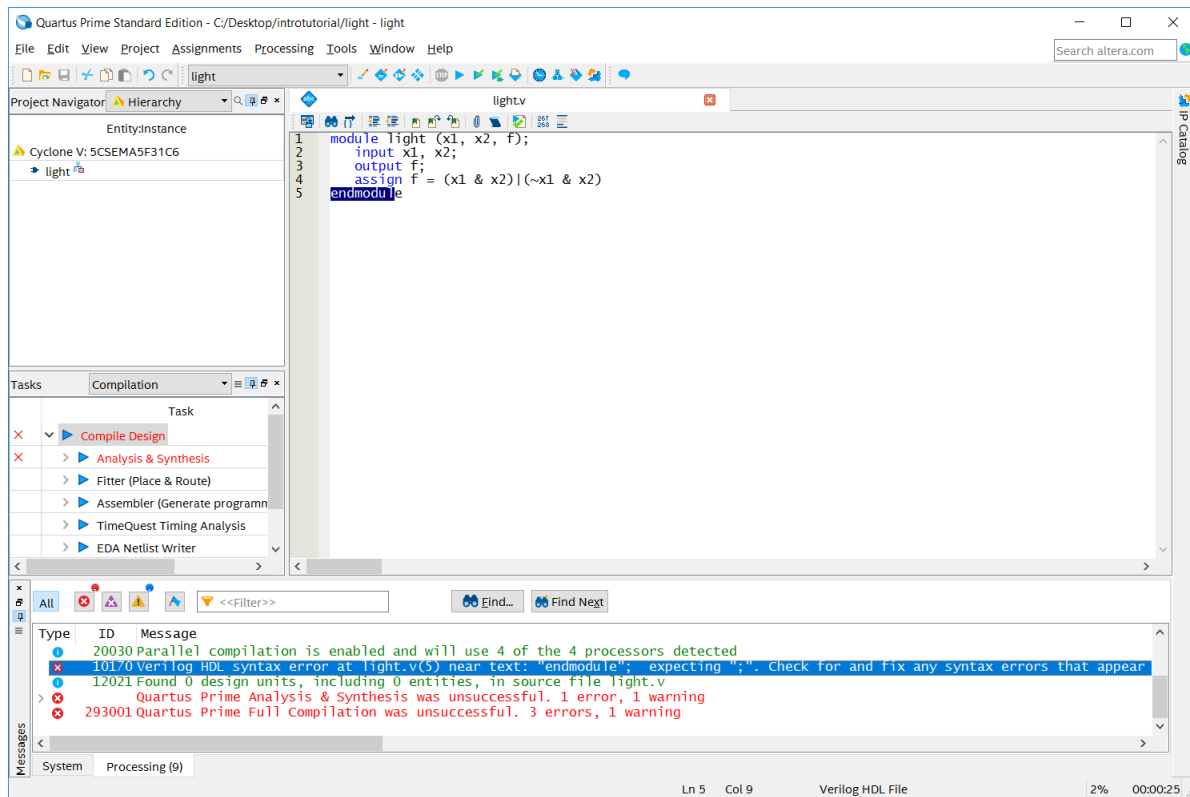 Quartus Prime Standard Edition - C:/Desktop/introtutorial/light - light
File Edit View Project Assignments Processing Tools Window Help
Search altera.com
light
Project Navigator Hierarchy
Entity:Instance
Cyclone V: 5CSEMA5F31C6
light
Tasks Compilation
Task
Compile Design
Analysis & Synthesis
Fitter (Place & Route)
Assembler (Generate programm
TimeQuest Timing Analysis
EDA Netlist Writer
light.v
267
268
1 module light (x1, x2, f);
2 input x1, x2;
3 output f;
4 assign f = (x1 & x2)|(~x1 & x2)
5 endmodule
IP Catalog
All <<Filter>> Find... Find Next
Type ID Message
20030 Parallel compilation is enabled and will use 4 of the 4 processors detected
10170 Verilog HDL syntax error at light.v(5) near text: "endmodule"; expecting ";". Check for and fix any syntax errors that appear
12021 Found 0 design units, including 0 entities, in source file light.v
Quartus Prime Analysis & Synthesis was unsuccessful. 1 error, 1 warning
293001 Quartus Prime Full Compilation was unsuccessful. 3 errors, 1 warning
Messages
System Processing (9)
Ln 5 Col 9 Verilog HDL File 2% 00:00:25